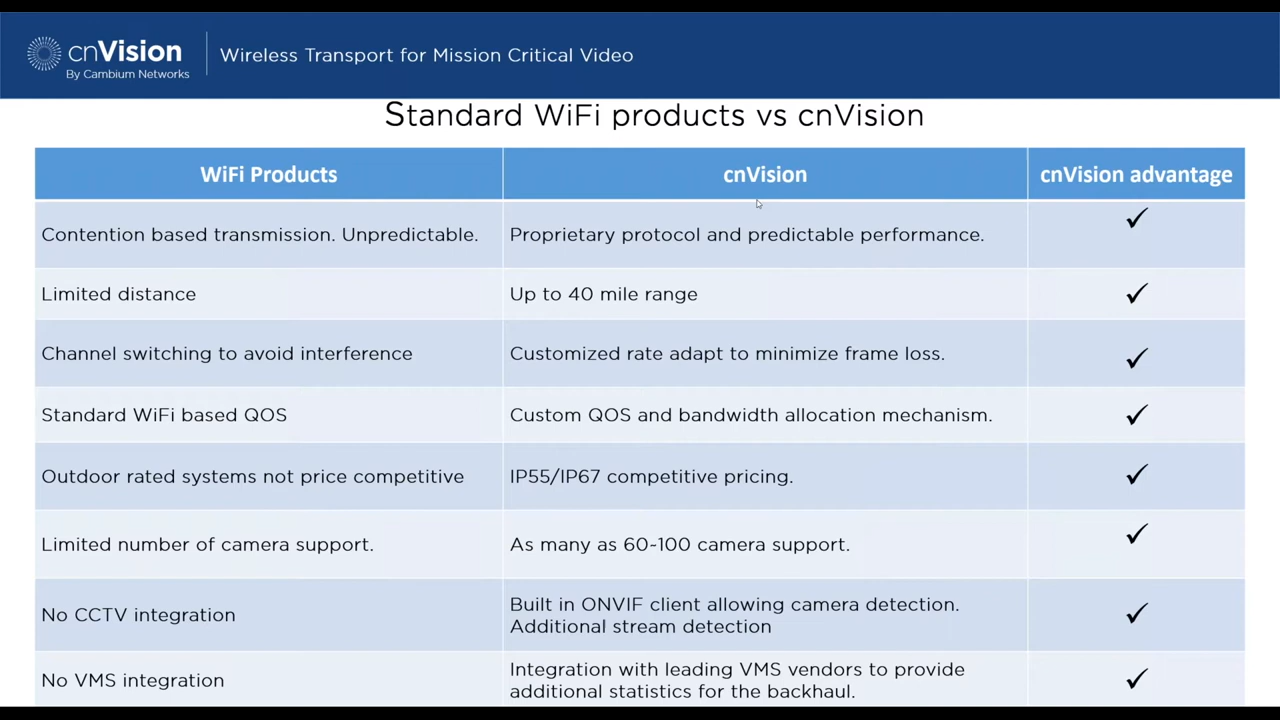 cnVision
By Cambium Networks
Wireless Transport for Mission Critical Video
Standard WiFi products vs cnVision
WiFi Products
cnVision
cnVision advantage
Contention based transmission. Unpredictable.
Proprietary protocol and predictable performance.
✓
Limited distance
Up to 40 mile range
✓
Channel switching to avoid interference
Customized rate adapt to minimize frame loss.
✓
Standard WiFi based QOS
Custom QOS and bandwidth allocation mechanism.
✓
Outdoor rated systems not price competitive
IP55/IP67 competitive pricing.
✓
Limited number of camera support.
As many as 60~100 camera support.
✓
No CCTV integration
Built in ONVIF client allowing camera detection.
Additional stream detection
✓
No VMS integration
Integration with leading VMS vendors to provide
additional statistics for the backhaul.
✓